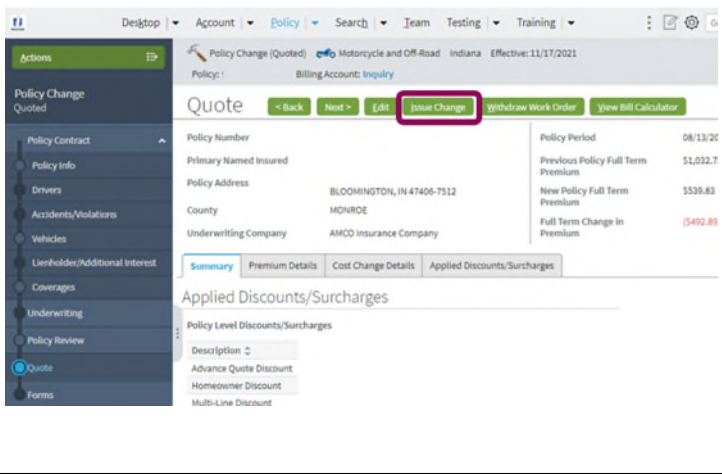 Desktop Account Policy Search Team Testing Training
Actions
Policy Change (Quoted) Motorcycle and Off-Road Indiana Effective: 11/17/2021
Policy: Billing Account: Inquiry
Policy Change
Quoted
Quote < Back Next > Edit Issue Change Withdraw Work Order View Bill Calculator
Policy Contract
Policy Info
Drivers
Accidents/Violations
Vehicles
Lienholder/Additional Interest
Coverages
Underwriting
Policy Review
Quote
Forms
Policy Number
Primary Named Insured
Policy Address
BLOOMINGTON, IN 47406-7512
County MONROE
Underwriting Company AMCO Insurance Company
Policy Period 08/13/20
Previous Policy Full Term $1,032.7
Premium
New Policy Full Term $539.83
Premium
Full Term Change in ($492.89
Premium
Summary Premium Details Cost Change Details Applied Discounts/Surcharges
Applied Discounts/Surcharges
Policy Level Discounts/Surcharges
Description
Advance Quote Discount
Homeowner Discount
Multi-Line Discount